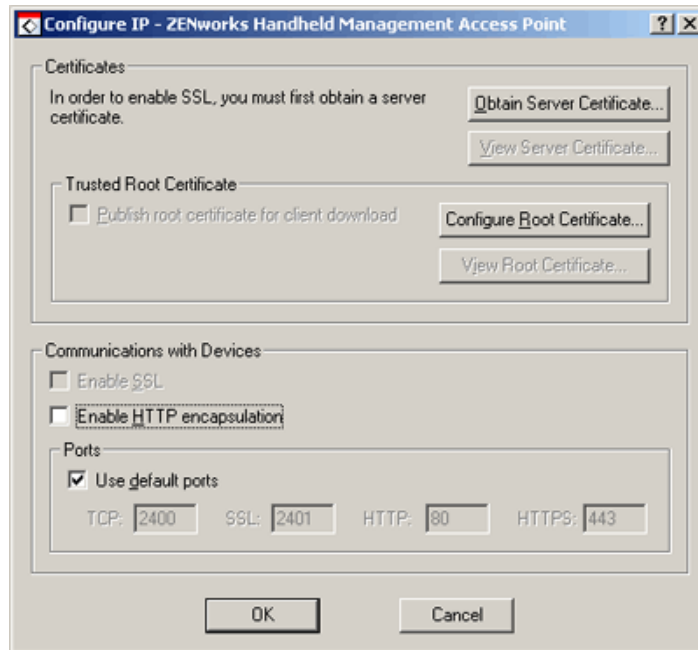 Configure IP - ZENworks Handheld Management Access Point
Certificates
In order to enable SSL, you must first obtain a server
certificate.
Obtain Server Certificate...
View Server Certificate...
Trusted Root Certificate
Publish root certificate for client download
Configure Root Certificate...
View Root Certificate...
Communications with Devices
Enable SSL
Enable HTTP encapsulation
Ports
Use default ports
TCP: 2400 SSL: 2401 HTTP: 80 HTTPS: 443
OK Cancel